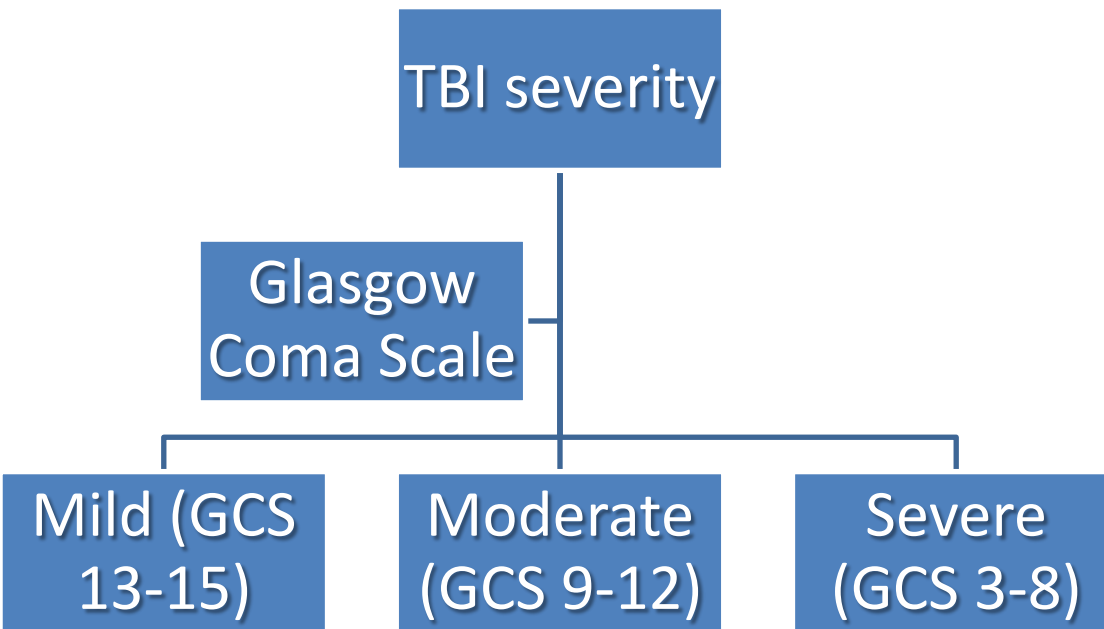 TBI severity
Glasgow
Coma Scale
Mild (GCS
13-15)
Moderate
(GCS 9-12)
Severe
(GCS 3-8)